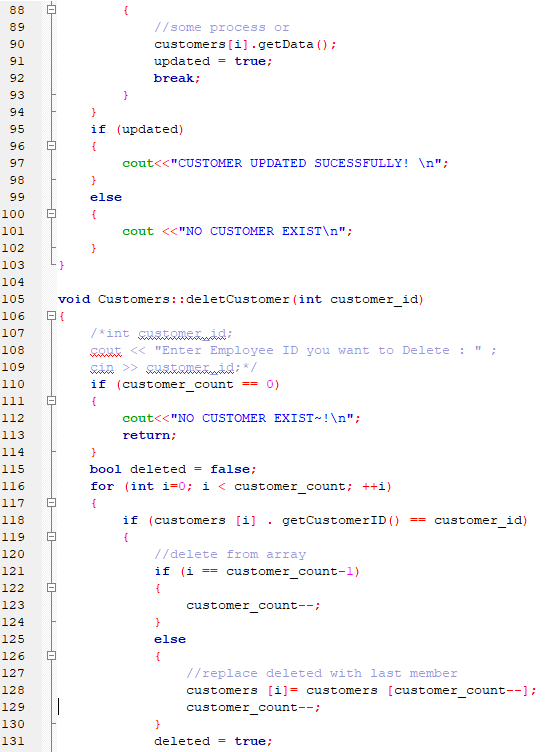 88 {
89 //some process or
90 customers[i].getData();
91 updated = true;
92 break;
93 }
94 }
95 if (updated)
96 {
97 cout<<"CUSTOMER UPDATED SUCESSFULLY! \n";
98 }
99 else
100 {
101 cout <<"NO CUSTOMER EXIST\n";
102 }
103 }
104
105 void Customers::deletCustomer(int customer_id)
106 {
107 /*int customer_id;
108 cout << "Enter Employee ID you want to Delete : " ;
109 cin >> customer_id;*/
110 if (customer_count == 0)
111 {
112 cout<<"NO CUSTOMER EXIST~!\n";
113 return;
114 }
115 bool deleted = false;
116 for (int i=0; i < customer_count; ++i)
117 {
118 if (customers [i] . getCustomerID() == customer_id)
119 {
120 //delete from array
121 if (i == customer_count-1)
122 {
123 customer_count--;
124 }
125 else
126 {
127 //replace deleted with last member
128 customers [i]= customers [customer_count--];
129 customer_count--;
130 }
131 deleted = true;